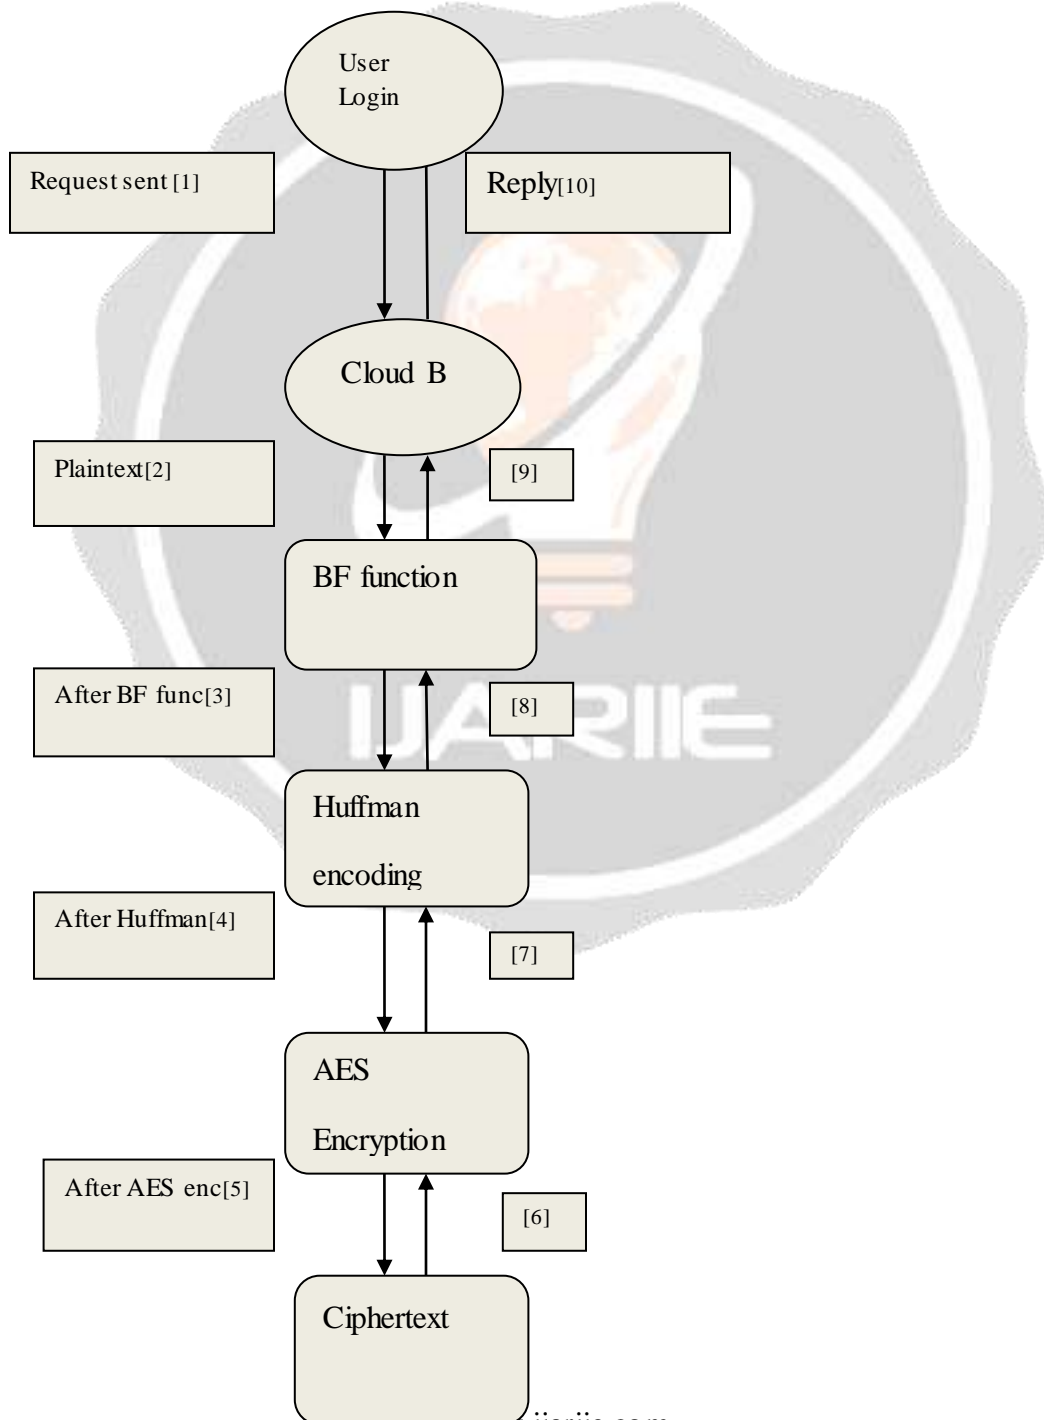 User
Login
Request sent [1]
Reply[10]
Cloud B
Plaintext[2]
[9]
BF function
After BF func[3]
[8]
IJARIIE
Huffman
encoding
After Huffman[4]
[7]
AES
Encryption
After AES enc[5]
[6]
Ciphertext